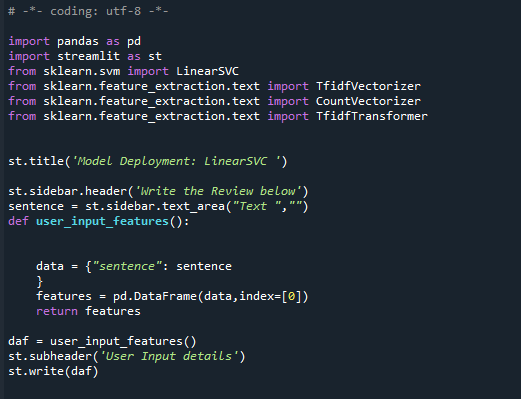 # -*- coding: utf-8 -*-
import pandas as pd
import streamlit as st
from sklearn.svm import LinearSVC
from sklearn.feature_extraction.text import TfidfVectorizer
from sklearn.feature_extraction.text import CountVectorizer
from sklearn.feature_extraction.text import TfidfTransformer
st.title('Model Deployment: LinearSVC ')
st.sidebar.header('Write the Review below')
sentence = st.sidebar.text_area("Text ","")
def user_input_features():
    data = {"sentence": sentence
    }
    features = pd.DataFrame(data,index=[0])
    return features
daf = user_input_features()
st.subheader('User Input details')
st.write(daf)